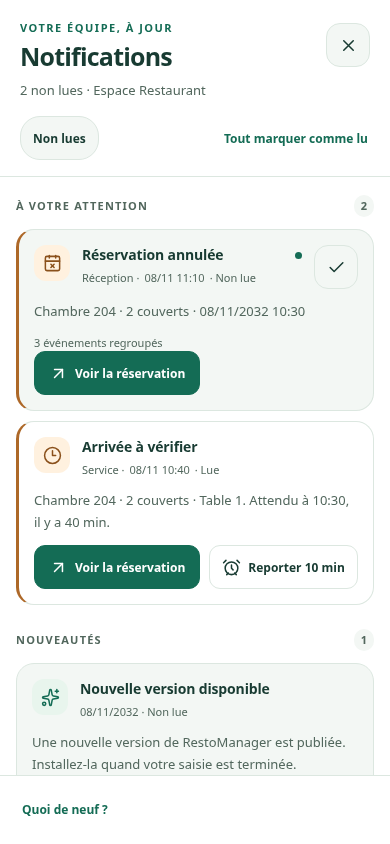 VOTRE ÉQUIPE, À JOUR
Notifications
2 non lues · Espace Restaurant
Non lues
Tout marquer comme lu
À VOTRE ATTENTION
2
Réservation annulée
Réception · 08/11 11:10 · Non lue
Chambre 204 · 2 couverts · 08/11/2032 10:30
3 événements regroupés
Voir la réservation
Arrivée à vérifier
Service · 08/11 10:40 · Lue
Chambre 204 · 2 couverts · Table 1. Attendu à 10:30,
il y a 40 min.
Voir la réservation
Reporter 10 min
NOUVEAUTÉS
1
Nouvelle version disponible
08/11/2032 · Non lue
Une nouvelle version de RestoManager est publiée.
Installez-la quand votre saisie est terminée.
Quoi de neuf ?